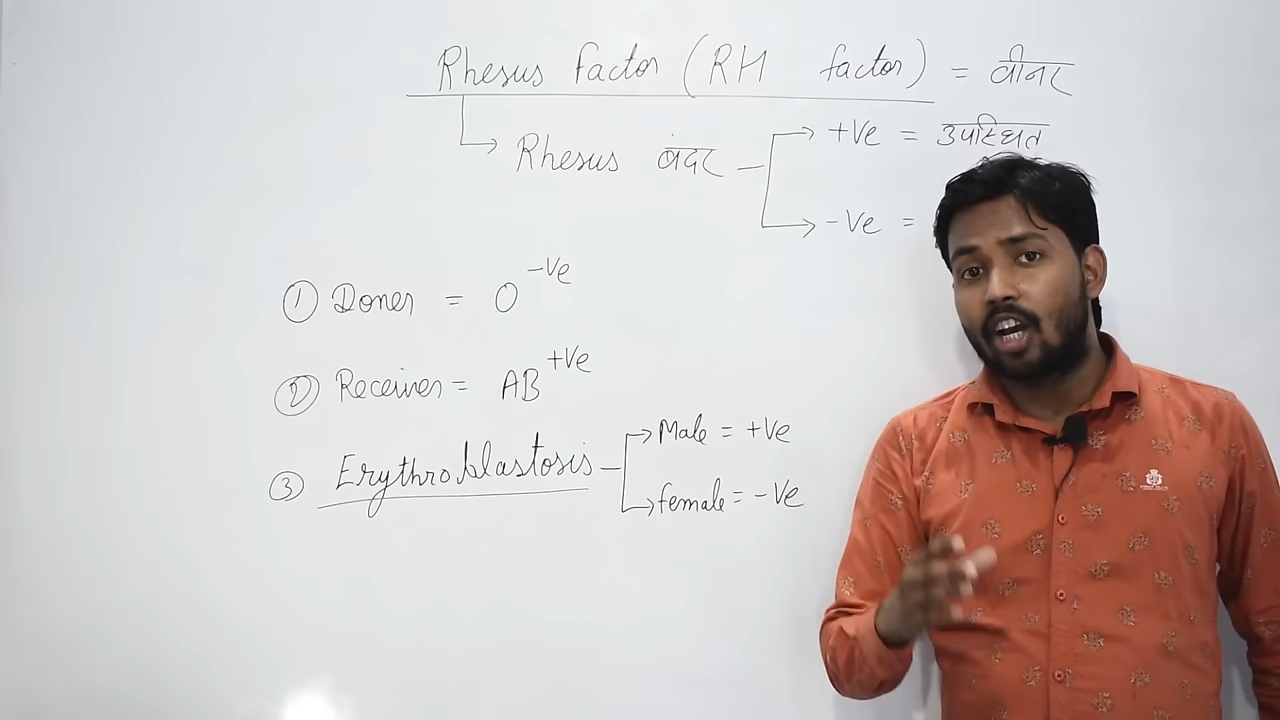 Rhesus factor (RH factor) = वीनर
Rhesus बंदर
+Ve = उपस्थित
-Ve =
① Doner = O -Ve
② Receiver = AB +Ve
③ Erythroblastosis
Male = +Ve
female = -Ve